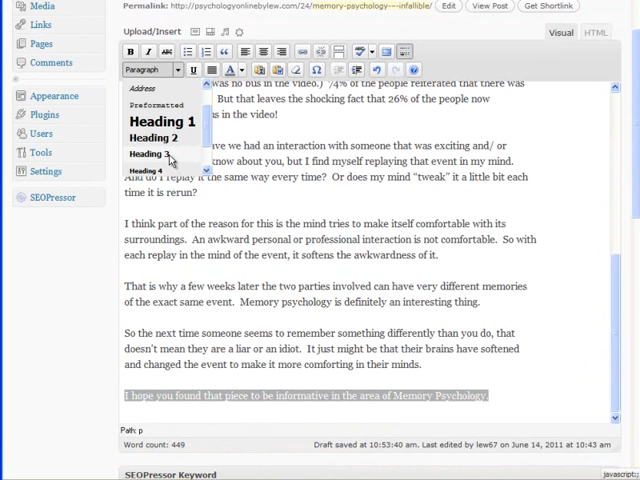 Media
Links
Pages
Comments
Appearance
Plugins
Users
Tools
Settings
SEOPressor
Permalink: http://psychologyonlinebylew.com/24/memory-psychology-–-infallible/ Edit View Post Get Shortlink
Upload/Insert
Visual HTML
B I ABC
Paragraph U A Ω
Address
Preformatted
Heading 1
Heading 2
Heading 3
Heading 4
was no bus in the video.) 74% of the people reiterated that there was
But that leaves the shocking fact that 26% of the people now
us in the video!
ve we had an interaction with someone that was exciting and/ or
know about you, but I find myself replaying that event in my mind.
And do I replay it the same way every time? Or does my mind “tweak” it a little bit each
time it is rerun?
I think part of the reason for this is the mind tries to make itself comfortable with its
surroundings. An awkward personal or professional interaction is not comfortable. So with
each replay in the mind of the event, it softens the awkwardness of it.
That is why a few weeks later the two parties involved can have very different memories
of the exact same event. Memory psychology is definitely an interesting thing.
So the next time someone seems to remember something differently than you do, that
doesn’t mean they are a liar or an idiot. It just might be that their brains have softened
and changed the event to make it more comforting in their minds.
I hope you found that piece to be informative in the area of Memory Psychology.
Path: p
Word count: 449 Draft saved at 10:53:40 am. Last edited by lew67 on June 14, 2011 at 10:43 am
SEOPressor Keyword
javascript:;